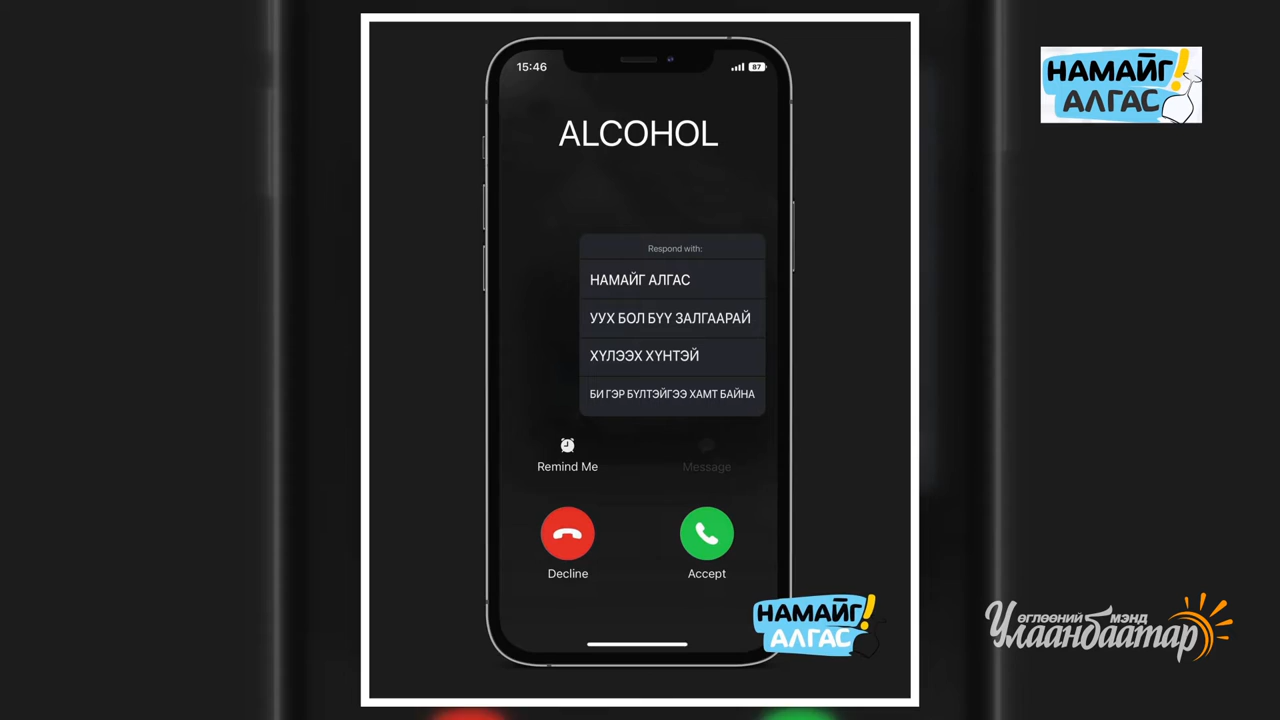 НАМАЙГ!
АЛГАС
15:46
87
ALCOHOL
Respond with:
НАМАЙГ АЛГАС
УУХ БОЛ БҮҮ ЗАЛГААРАЙ
ХҮЛЭЭХ ХҮНТЭЙ
БИ ГЭР БҮЛТЭЙГЭЭ ХАМТ БАЙНА
Remind Me
Message
Decline
Accept
НАМАЙГ!
АЛГАС
ӨГЛӨӨНИЙ МЭНД
Улаанбаатар